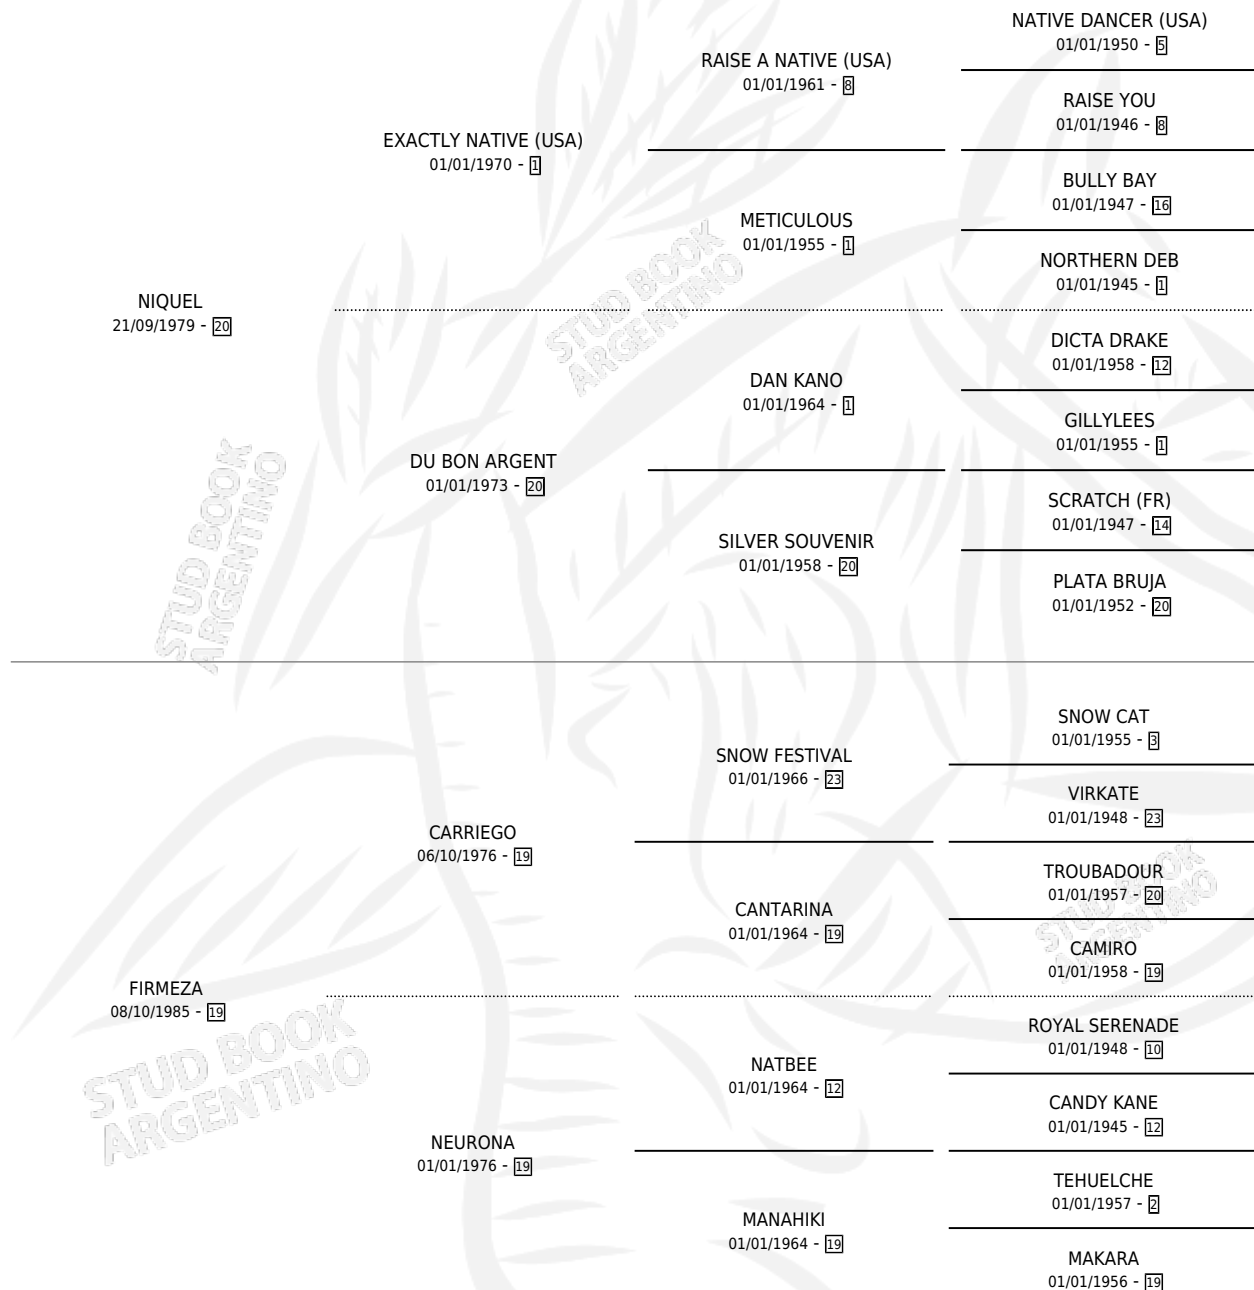 NATIVE DANCER (USA)
01/01/1950 - 5
RAISE A NATIVE (USA)
01/01/1961 - 8
RAISE YOU
01/01/1946 - 8
EXACTLY NATIVE (USA)
01/01/1970 - 1
BULLY BAY
01/01/1947 - 16
METICULOUS
01/01/1955 - 1
NORTHERN DEB
01/01/1945 - 1
NIQUEL
21/09/1979 - 20
DICTA DRAKE
01/01/1958 - 12
DAN KANO
01/01/1964 - 1
GILLYLEES
01/01/1955 - 1
DU BON ARGENT
01/01/1973 - 20
SCRATCH (FR)
01/01/1947 - 14
SILVER SOUVENIR
01/01/1958 - 20
PLATA BRUJA
01/01/1952 - 20
STUD BOOK
ARGENTINO
STUD BOOK
ARGENTINO
SNOW CAT
01/01/1955 - 3
SNOW FESTIVAL
01/01/1966 - 23
VIRKATE
01/01/1948 - 23
CARRIEGO
06/10/1976 - 19
TROUBADOUR
01/01/1957 - 20
CANTARINA
01/01/1964 - 19
CAMIRO
01/01/1958 - 19
FIRMEZA
08/10/1985 - 19
ROYAL SERENADE
01/01/1948 - 10
NATBEE
01/01/1964 - 12
CANDY KANE
01/01/1945 - 12
NEURONA
01/01/1976 - 19
TEHUELCHE
01/01/1957 - 2
MANAHIKI
01/01/1964 - 19
MAKARA
01/01/1956 - 19
STUD BOOK
ARGENTINO
STUD BOOK
ARGENTINO